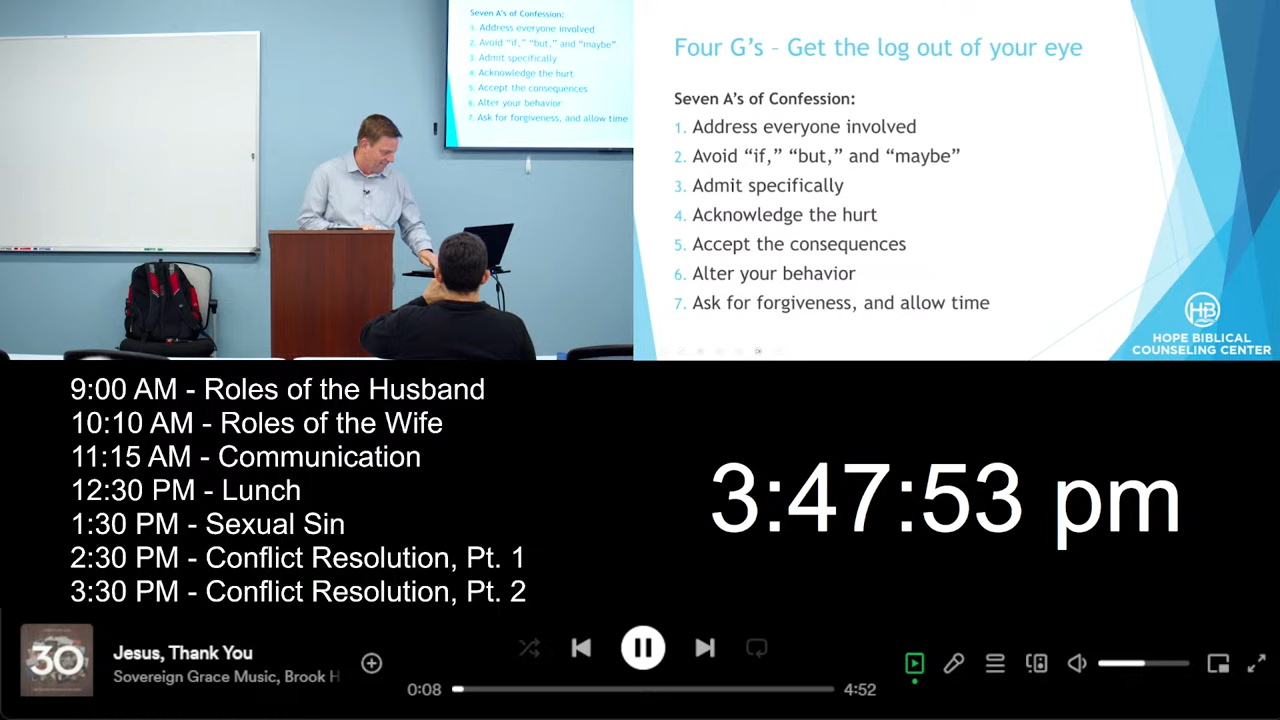 Seven A's of Confession:
1. Address everyone involved
2. Avoid "if," "but," and "maybe"
3. Admit specifically
4. Acknowledge the hurt
5. Accept the consequences
6. Alter your behavior
7. Ask for forgiveness, and allow time
Four G's – Get the log out of your eye
Seven A's of Confession:
1. Address everyone involved
2. Avoid “if,” “but,” and “maybe”
3. Admit specifically
4. Acknowledge the hurt
5. Accept the consequences
6. Alter your behavior
7. Ask for forgiveness, and allow time
HB
HOPE BIBLICAL
COUNSELING CENTER
9:00 AM - Roles of the Husband
10:10 AM - Roles of the Wife
11:15 AM - Communication
12:30 PM - Lunch
1:30 PM - Sexual Sin
2:30 PM - Conflict Resolution, Pt. 1
3:30 PM - Conflict Resolution, Pt. 2
3:47:53 pm
30
Jesus, Thank You
Sovereign Grace Music, Brook H
0:08
4:52